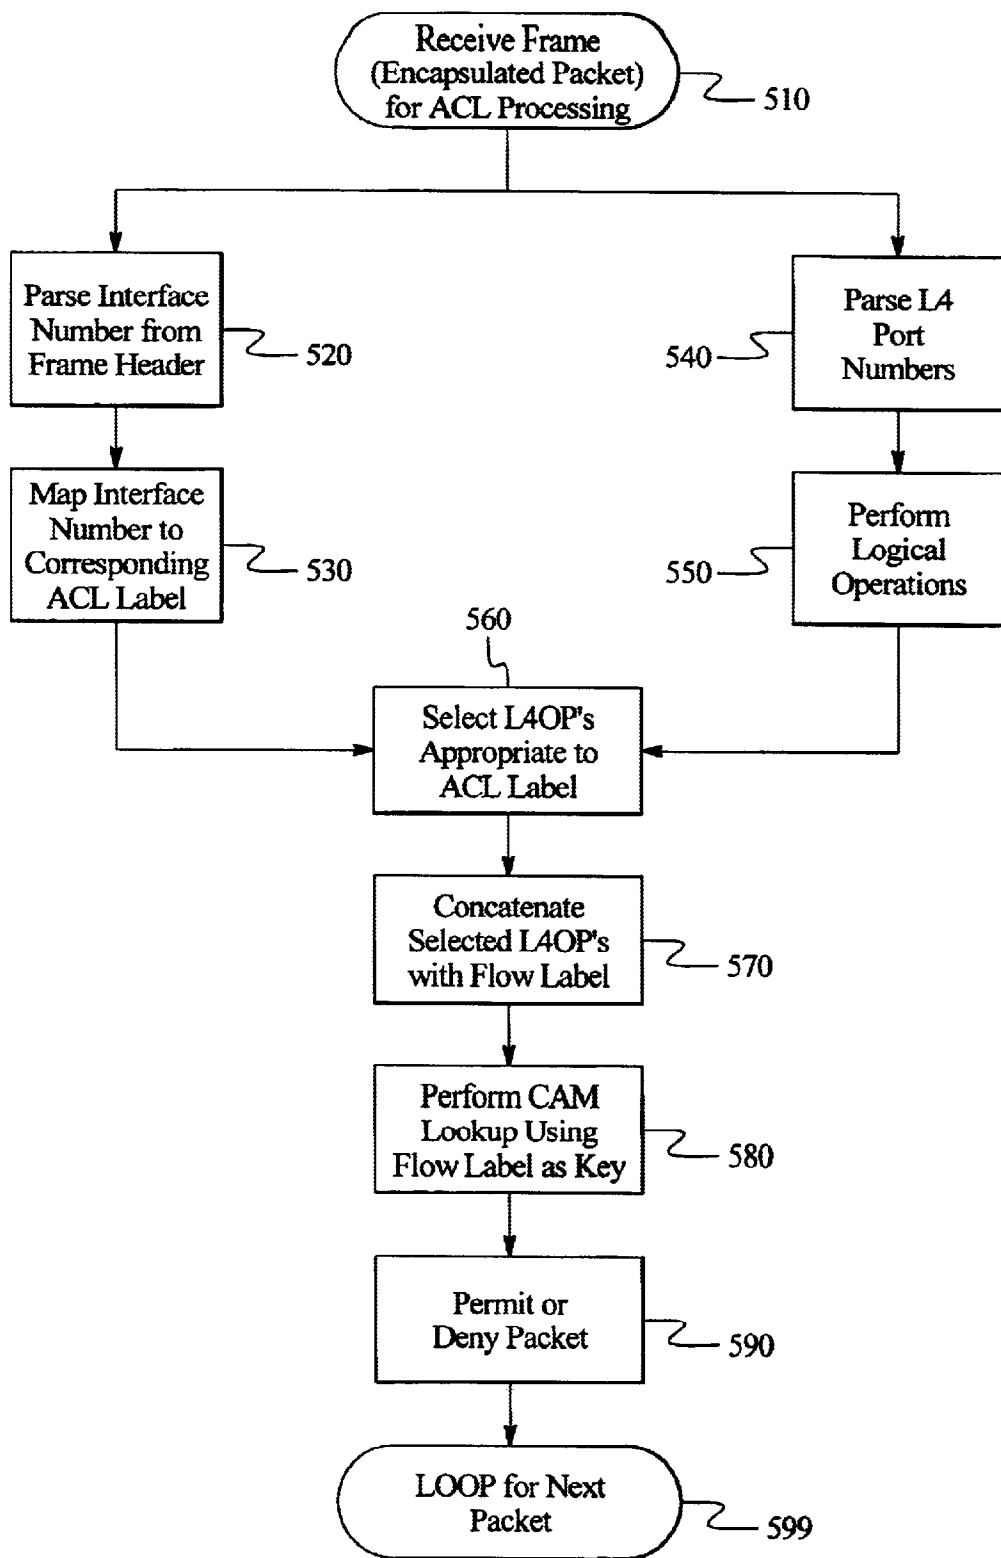 Receive Frame
(Encapsulated Packet)
for ACL Processing
510
Parse Interface
Number from
Frame Header
520
Parse L4
Port
Numbers
540
Map Interface
Number to
Corresponding
ACL Label
530
Perform
Logical
Operations
550
560
Select L4OP's
Appropriate to
ACL Label
Concatenate
Selected L4OP's
with Flow Label
570
Perform CAM
Lookup Using
Flow Label as Key
580
Permit or
Deny Packet
590
LOOP for Next
Packet
599